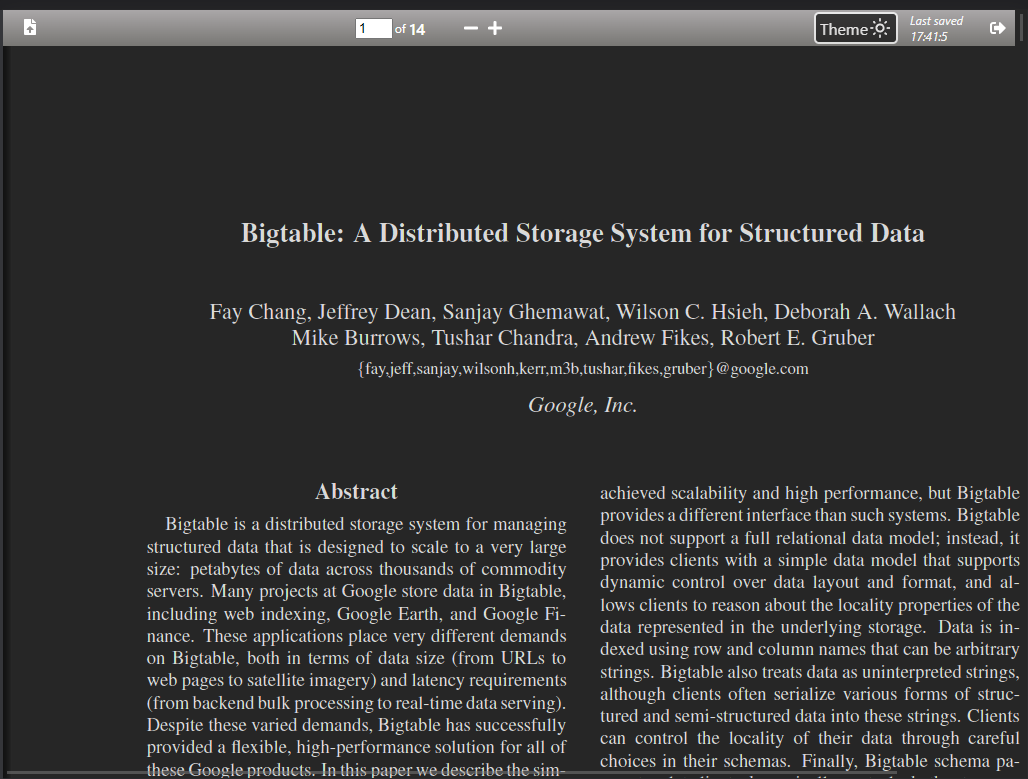 1 of 14
Theme
Last saved
17:41:5
Bigtable: A Distributed Storage System for Structured Data
Fay Chang, Jeffrey Dean, Sanjay Ghemawat, Wilson C. Hsieh, Deborah A. Wallach
Mike Burrows, Tushar Chandra, Andrew Fikes, Robert E. Gruber
{fay,jeff,sanjay,wilsonh,kerr,m3b,tushar,fikes,gruber}@google.com
Google, Inc.
Abstract
Bigtable is a distributed storage system for managing
structured data that is designed to scale to a very large
size: petabytes of data across thousands of commodity
servers. Many projects at Google store data in Bigtable,
including web indexing, Google Earth, and Google Fi-
nance. These applications place very different demands
on Bigtable, both in terms of data size (from URLs to
web pages to satellite imagery) and latency requirements
(from backend bulk processing to real-time data serving).
Despite these varied demands, Bigtable has successfully
provided a flexible, high-performance solution for all of
these Google products. In this paper we describe the sim-
achieved scalability and high performance, but Bigtable
provides a different interface than such systems. Bigtable
does not support a full relational data model; instead, it
provides clients with a simple data model that supports
dynamic control over data layout and format, and al-
lows clients to reason about the locality properties of the
data represented in the underlying storage. Data is in-
dexed using row and column names that can be arbitrary
strings. Bigtable also treats data as uninterpreted strings,
although clients often serialize various forms of struc-
tured and semi-structured data into these strings. Clients
can control the locality of their data through careful
choices in their schemas. Finally, Bigtable schema pa-